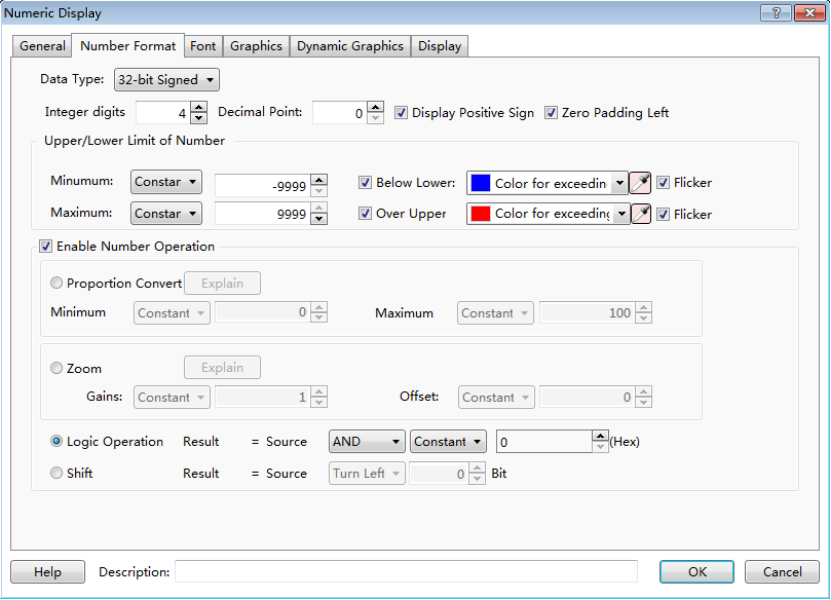 Numeric Display
General Number Format Font Graphics Dynamic Graphics Display
Data Type: 32-bit Signed
Integer digits 4 Decimal Point: 0 Display Positive Sign Zero Padding Left
Upper/Lower Limit of Number
Minumum: Constar -9999 Below Lower: Color for exceedin Flicker
Maximum: Constar 9999 Over Upper Color for exceeding Flicker
Enable Number Operation
Proportion Convert Explain
Minimum Constant 0 Maximum Constant 100
Zoom Explain
Gains: Constant 1 Offset: Constant 0
Logic Operation Result = Source AND Constant 0 (Hex)
Shift Result = Source Turn Left 0 Bit
Help Description: OK Cancel